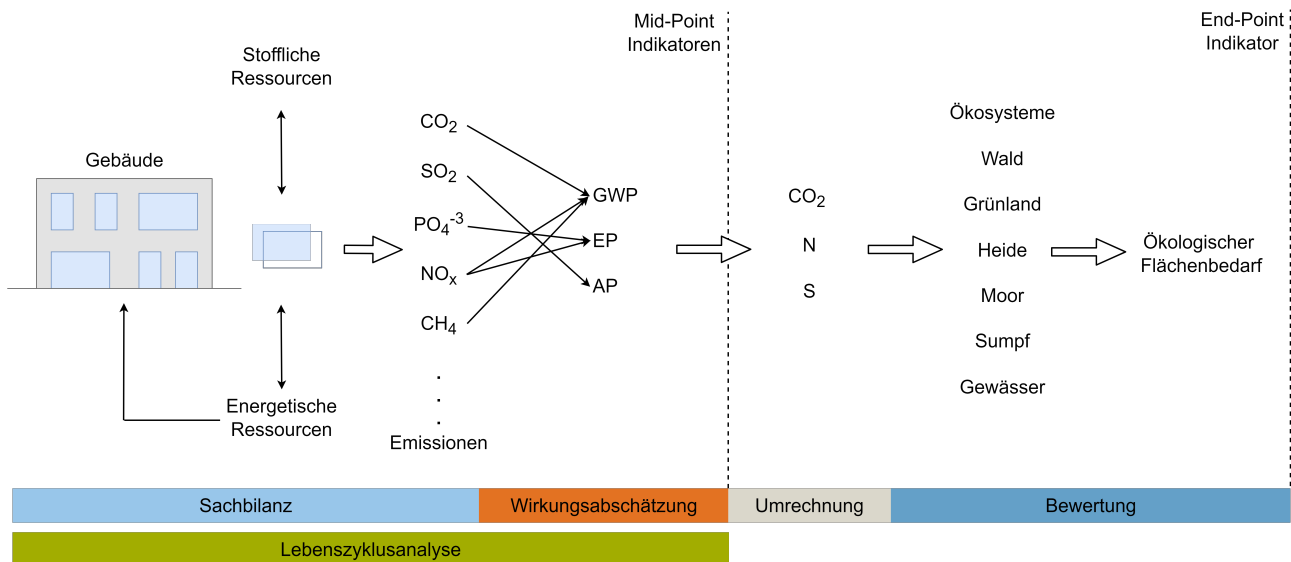 Mid-Point
Indikatoren
End-Point
Indikator
Stoffliche
Ressourcen
Gebäude
Energetische
Ressourcen
CO2
SO2
PO4-3
NOx
CH4
.
.
.
Emissionen
GWP
EP
AP
CO2
N
S
Ökosysteme
Wald
Grünland
Heide
Moor
Sumpf
Gewässer
Ökologischer
Flächenbedarf
Sachbilanz
Wirkungsabschätzung
Umrechnung
Bewertung
Lebenszyklusanalyse